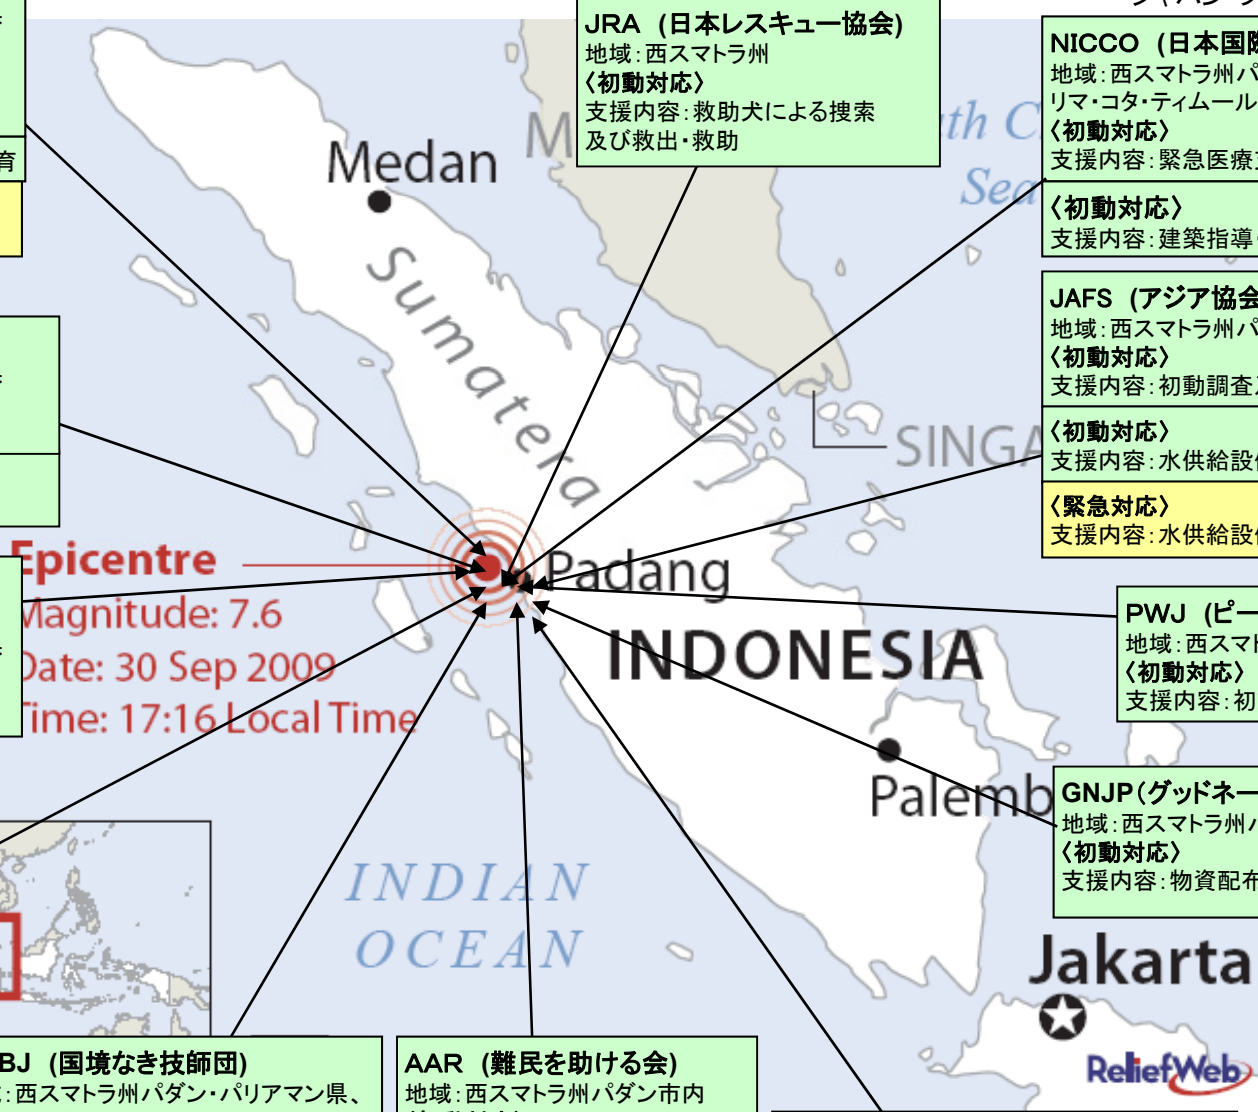 JRA (日本レスキュー協会)
地域:西スマトラ州
〈初動対応〉
支援内容:救助犬による捜索
及び救出・救助
NICCO (日本国際
地域:西スマトラ州パ
リマ・コタ・ティムール
〈初動対応〉
支援内容:緊急医療
〈初動対応〉
支援内容:建築指導
JAFS (アジア協会
地域:西スマトラ州パ
〈初動対応〉
支援内容:初動調査
〈初動対応〉
支援内容:水供給設
〈緊急対応〉
支援内容:水供給設
PWJ (ピー
地域:西スマト
〈初動対応〉
支援内容:初
GNJP(グッドネー
地域:西スマトラ州パ
〈初動対応〉
支援内容:物資配布
育
Medan
Sumatera
Sea
SINGA
Epicentre
Magnitude: 7.6
Date: 30 Sep 2009
Time: 17:16 Local Time
Padang
INDONESIA
Palemb
INDIAN
OCEAN
Jakarta
ReliefWeb
BJ (国境なき技師団)
:西スマトラ州パダン・パリアマン県、
AAR (難民を助ける会)
地域:西スマトラ州パダン市内